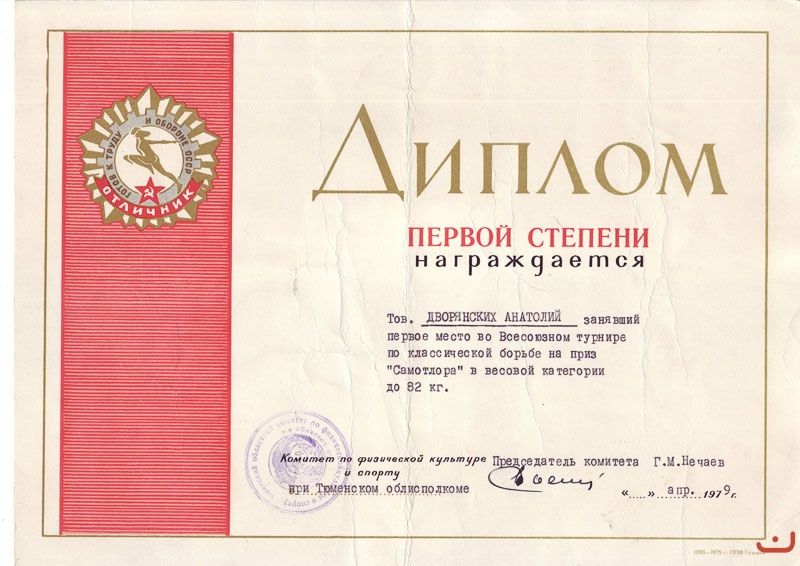 ГОТОВ К ТРУДУ И ОБОРОНЕ СССР
ОТЛИЧНИК
ДИПЛОМ
ПЕРВОЙ СТЕПЕНИ
награждается
Тов. ДВОРЯНСКИХ АНАТОЛИЙ занявший
первое место во Всесоюзном турнире
по классической борьбе на приз
"Самотлора" в весовой категории
до 82 кг.
Комитет по физической культуре
и спорту
при Тюменском облисполкоме
Председатель комитета Г.М.Нечаев
«....» апр. 1979г.